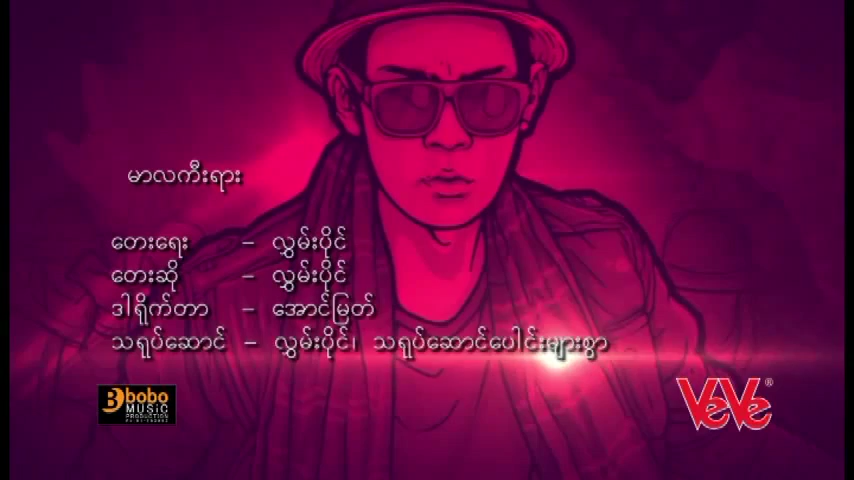 မာလကီးရား
တေးရေး – လွှမ်းပိုင်
တေးဆို – လွှမ်းပိုင်
ဒါရိုက်တာ – အောင်မြတ်
သရုပ်ဆောင် – လွှမ်းပိုင်၊ သရုပ်ဆောင်ပေါင်းများစွာ
bobo
MUSiC
PRODUCTION
VeVe®